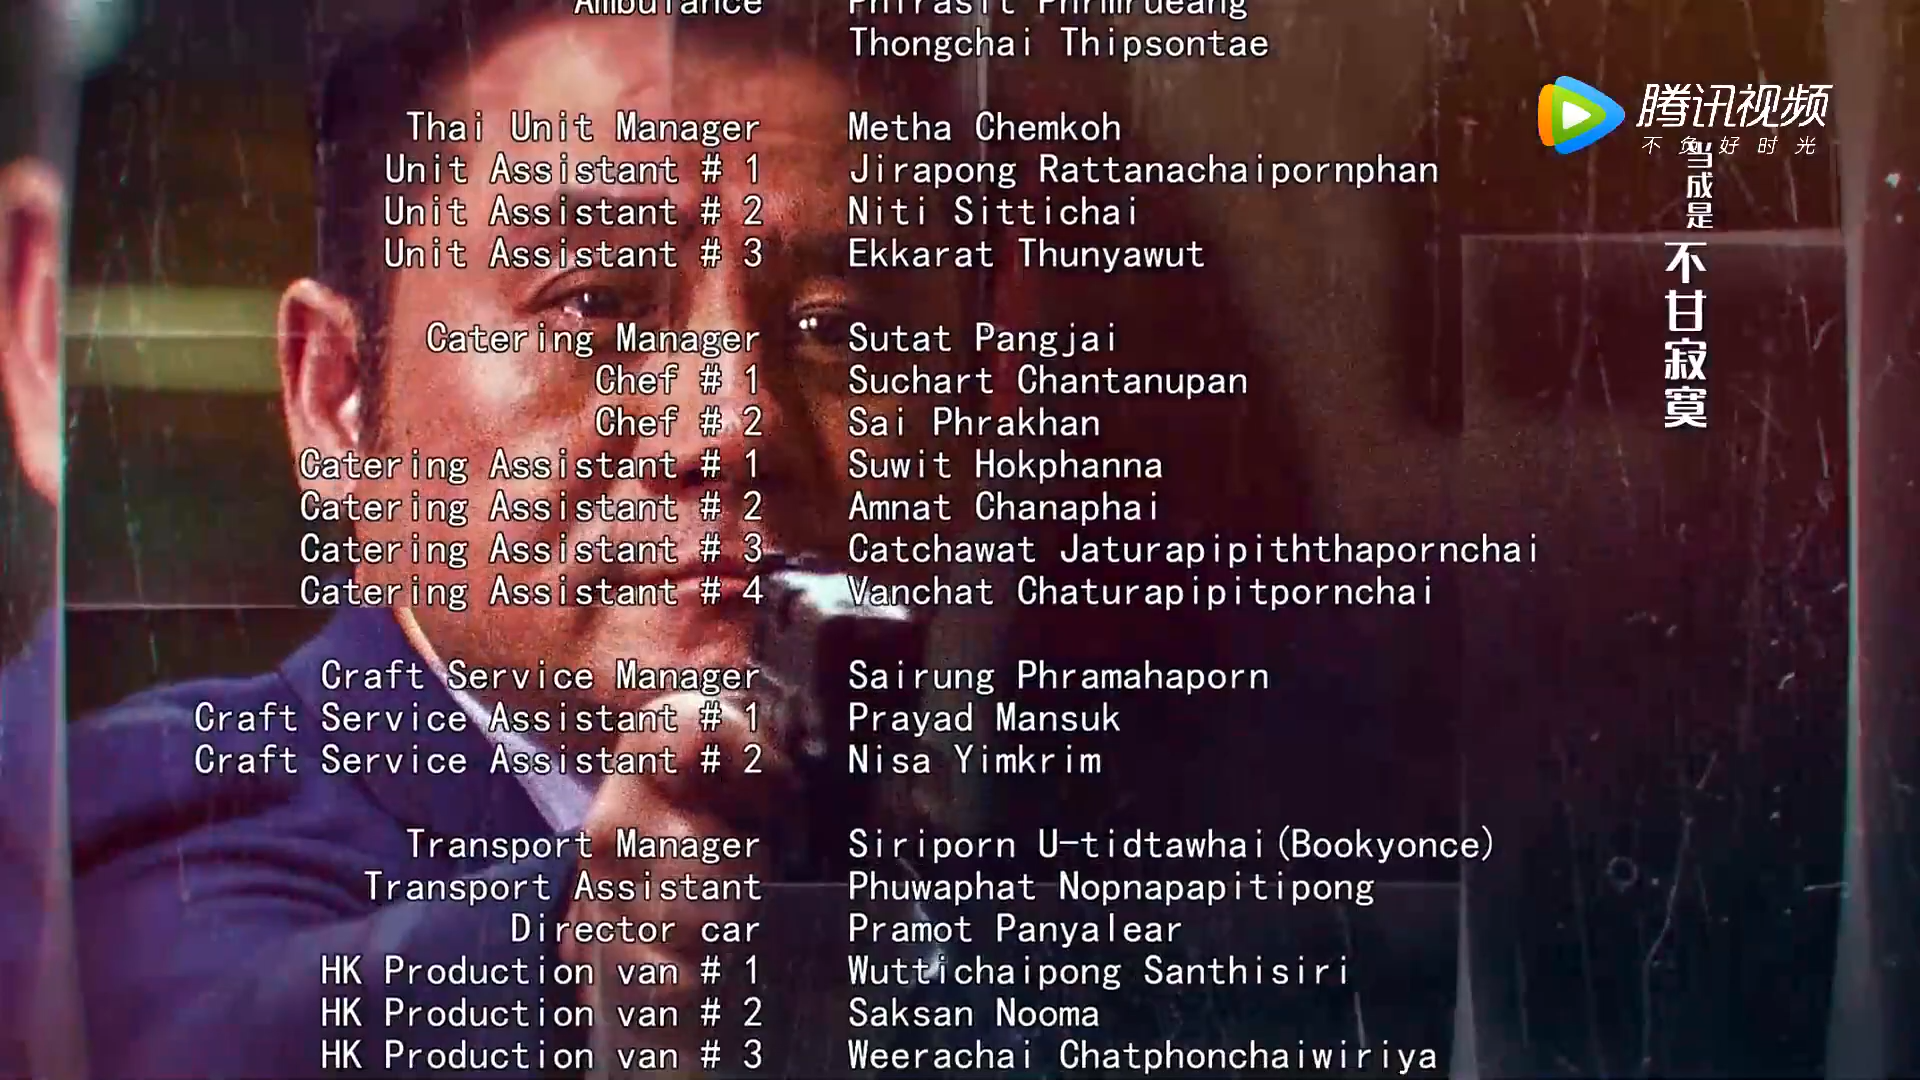 Ambulance Phirasit Phrmrueang
Thongchai Thipsontae
腾讯视频
不负好时光
当成是
不甘寂寞
Thai Unit Manager Metha Chemkoh
Unit Assistant # 1 Jirapong Rattanachaipornphan
Unit Assistant # 2 Niti Sittichai
Unit Assistant # 3 Ekkarat Thunyawut
Catering Manager Sutat Pangjai
Chef # 1 Suchart Chantanupan
Chef # 2 Sai Phrakhan
Catering Assistant # 1 Suwit Hokphanna
Catering Assistant # 2 Amnat Chanaphai
Catering Assistant # 3 Catchawat Jaturapipiththapornchai
Catering Assistant # 4 Vanchat Chaturapipitpornchai
Craft Service Manager Sairung Phramahaporn
Craft Service Assistant # 1 Prayad Mansuk
Craft Service Assistant # 2 Nisa Yimkrim
Transport Manager Siriporn U-tidtawhai(Bookyonce)
Transport Assistant Phuwaphat Nopnapapitipong
Director car Pramot Panyalear
HK Production van # 1 Wuttichaipong Santhisiri
HK Production van # 2 Saksan Nooma
HK Production van # 3 Weerachai Chatphonchaiwiriya